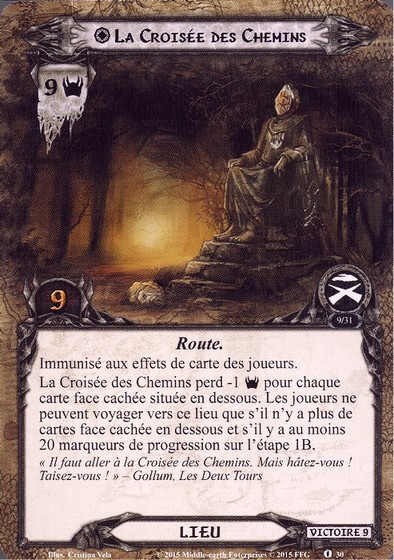 La Croisée des Chemins
9
9
9/31
Route.
Immunisé aux effets de carte des joueurs.
La Croisée des Chemins perd -1 pour chaque
carte face cachée située en dessous. Les joueurs ne
peuvent voyager vers ce lieu que s'il n'y a plus de
cartes face cachée en dessous et s'il y a au moins
20 marqueurs de progression sur l'étape 1B.
« Il faut aller à la Croisée des Chemins. Mais hâtez-vous !
Taisez-vous ! » – Gollum, Les Deux Tours
LIEU
VICTOIRE 9
Illus. Cristina Vela
© 2015 Middle-earth Enterprises © 2015 FFG
30